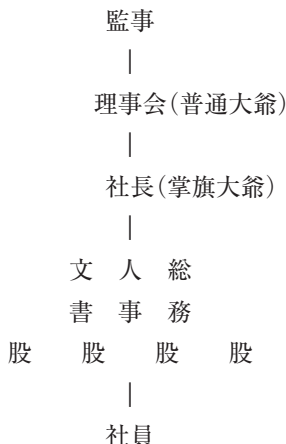 監事
|
理事会(普通大爺)
|
社長(掌旗大爺)
|
文 人 総
書 事 務
股 股 股 股
|
社員